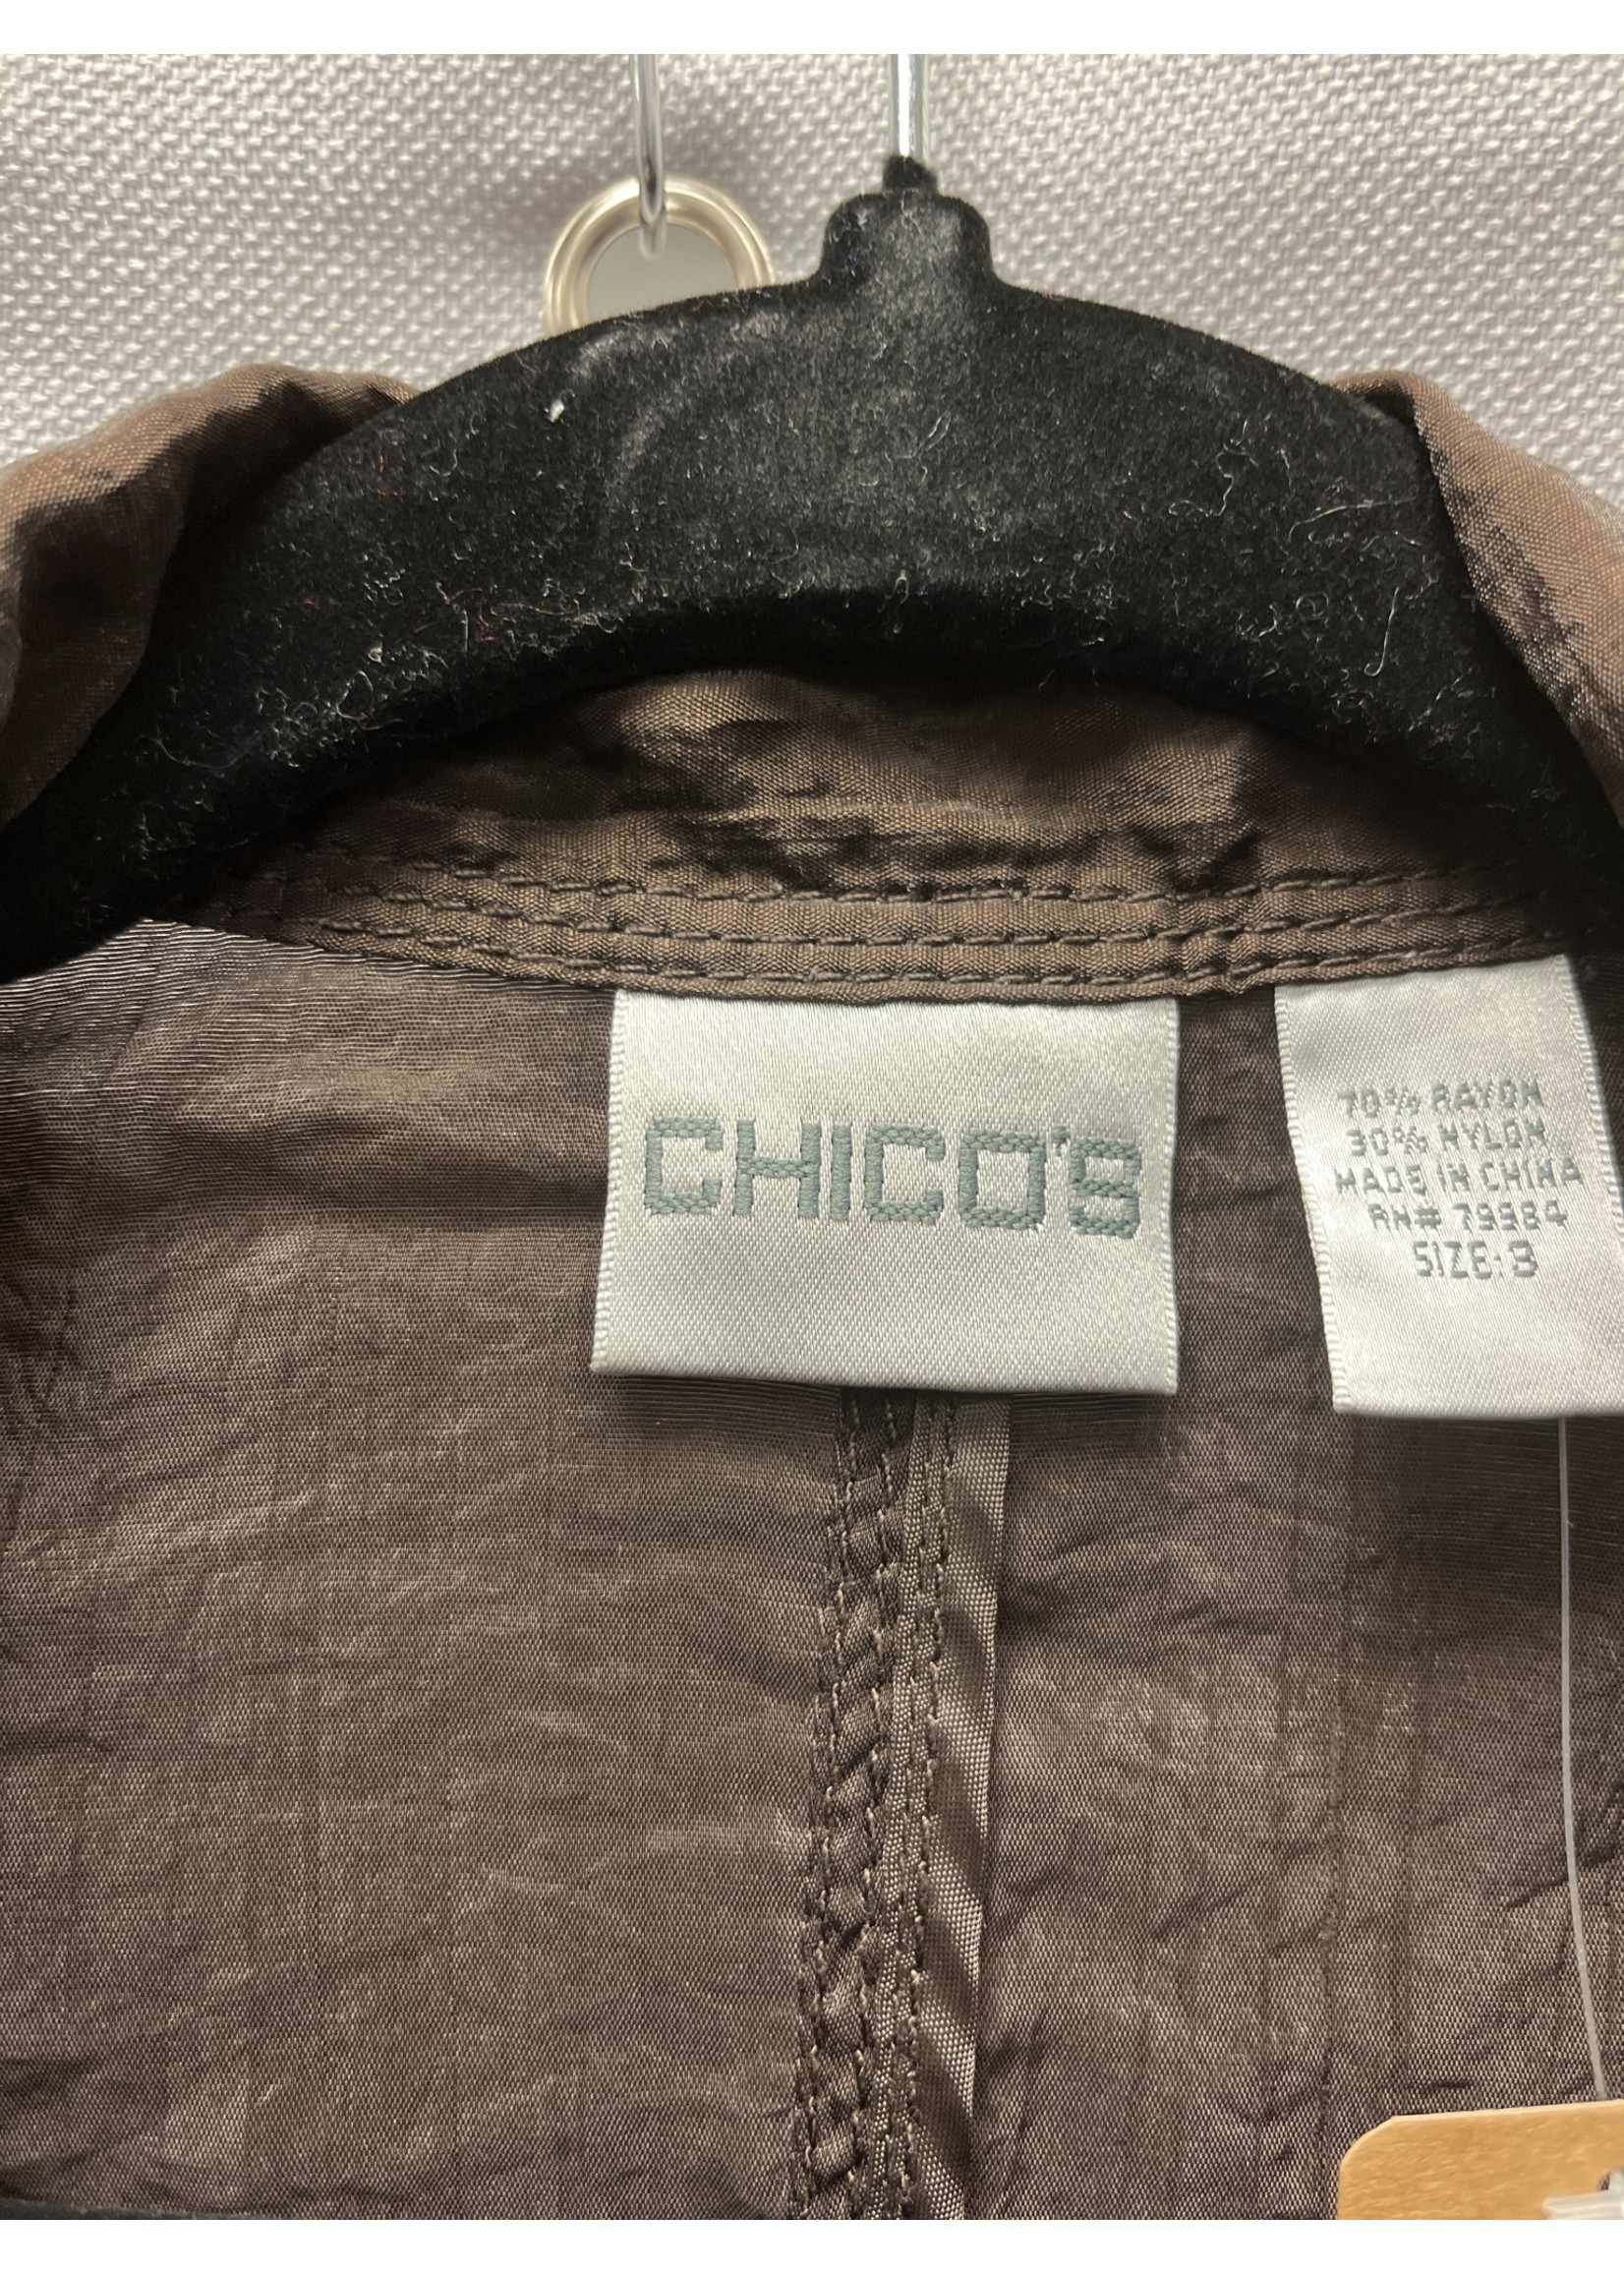 CHICO'S
70% RAYON
30% NYLON
MADE IN CHINA
RN# 79984
SIZE: 3